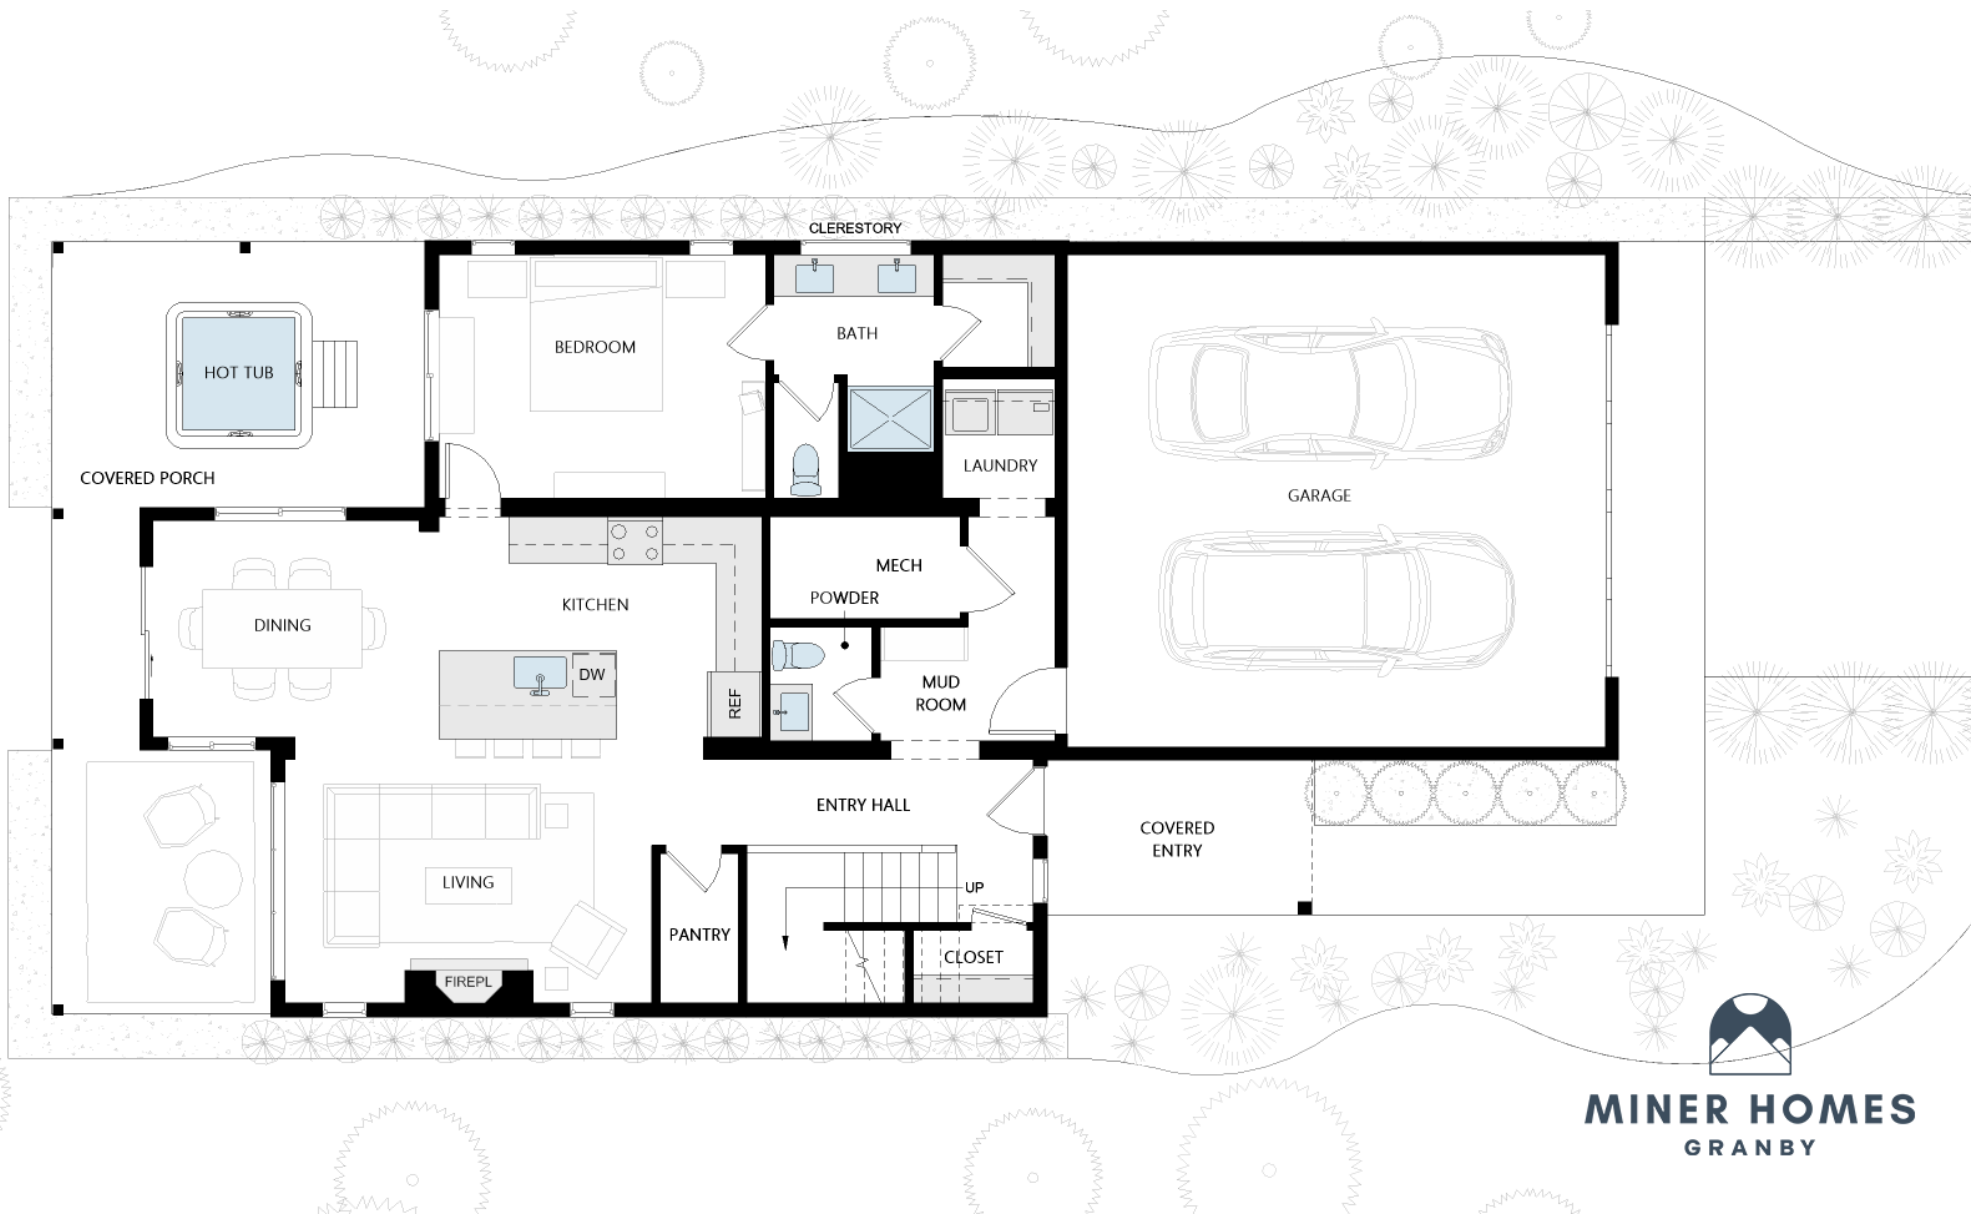 CLERESTORY
BATH
BEDROOM
HOT TUB
LAUNDRY
COVERED PORCH
GARAGE
MECH
POWDER
KITCHEN
DINING
DW
MUD
ROOM
REF
ENTRY HALL
COVERED
ENTRY
LIVING
UP
PANTRY
CLOSET
FIREPL
MINER HOMES
GRANBY